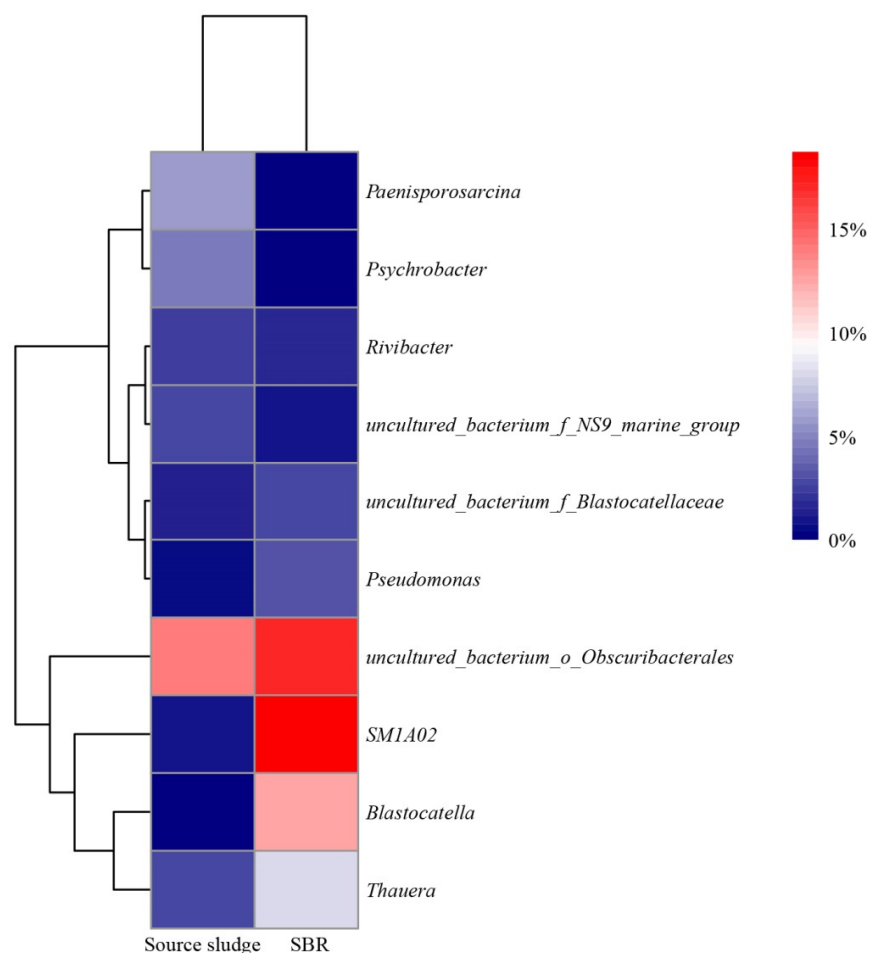 Paenisporosarcina
Psychrobacter
Rivibacter
uncultured_bacterium_f_NS9_marine_group
uncultured_bacterium_f_Blastocatellaceae
Pseudomonas
uncultured_bacterium_o_Obscuribacterales
SM1A02
Blastocatella
Thauera
Source sludge SBR
15%
10%
5%
0%